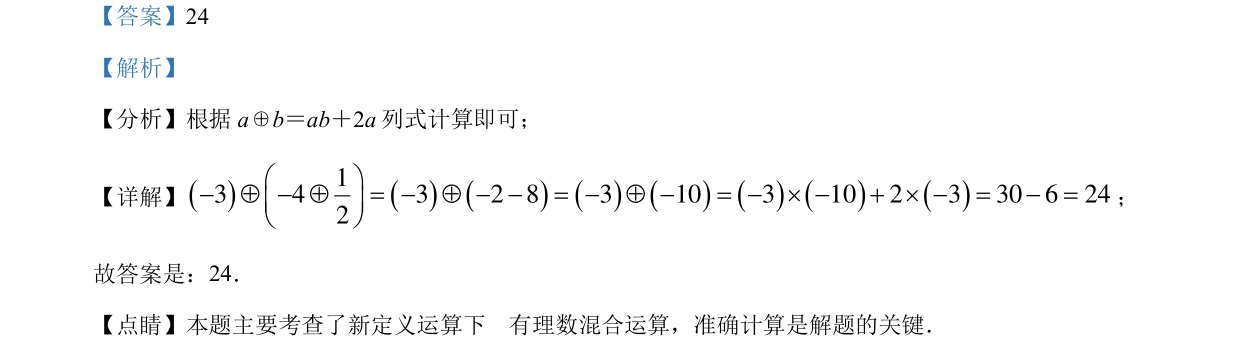 【答案】24
【解析】
【分析】根据 a⊕b＝ab＋2a 列式计算即可；
【详解】(−3)⊕(−4⊕1/2)=(−3)⊕(−2−8)=(−3)⊕(−10)=(−3)×(−10)+2×(−3)=30−6=24；
故答案是：24．
【点睛】本题主要考查了新定义运算下　有理数混合运算，准确计算是解题的关键．